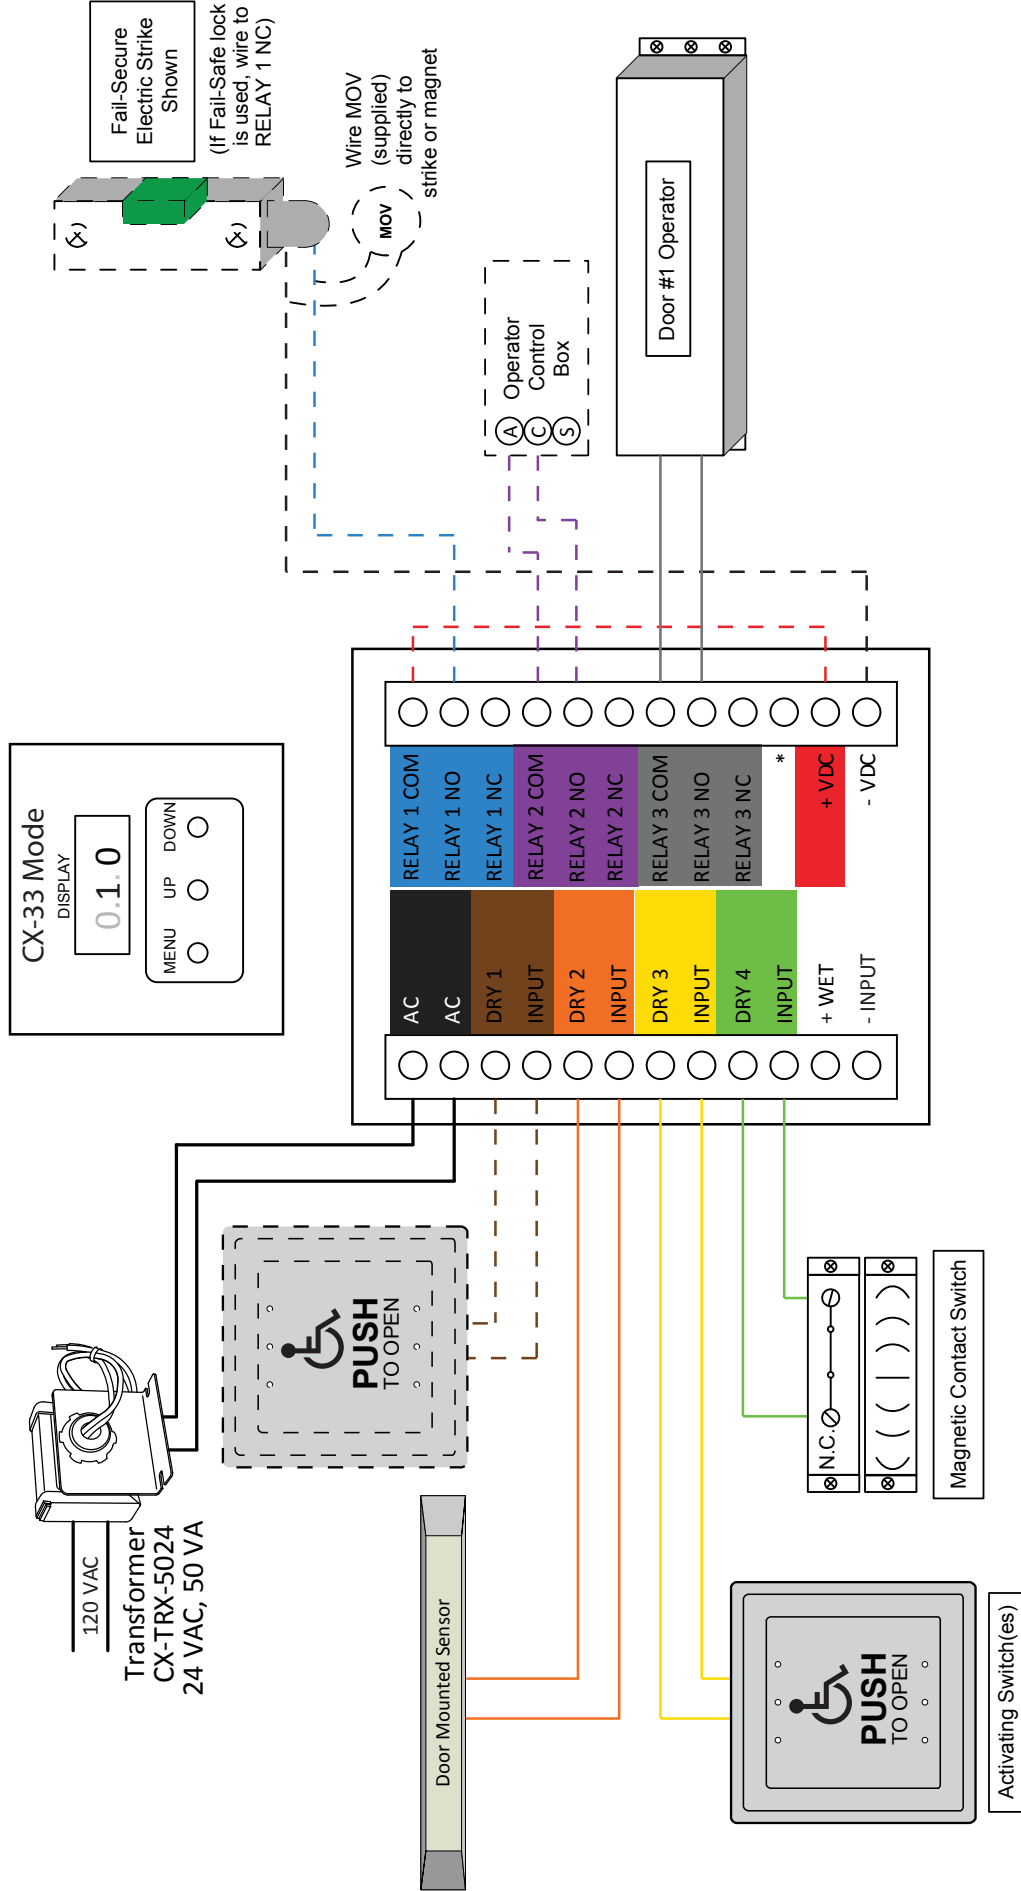 120 VAC
Transformer
CX-TRX-5024
24 VAC, 50 VA
CX-33 Mode
DISPLAY
0.1.0
MENU
UP
DOWN
Fail-Secure
Electric Strike
Shown
(If Fail-Safe lock
is used, wire to
RELAY 1 NC)
Wire MOV
(supplied)
directly to
strike or magnet
MOV
PUSH
TO OPEN
Door Mounted Sensor
AC
AC
DRY 1
INPUT
DRY 2
INPUT
DRY 3
INPUT
DRY 4
INPUT
+ WET
- INPUT
RELAY 1 COM
RELAY 1 NO
RELAY 1 NC
RELAY 2 COM
RELAY 2 NO
RELAY 2 NC
RELAY 3 COM
RELAY 3 NO
RELAY 3 NC
*
+ VDC
- VDC
A
C
S
Operator
Control
Box
Door #1 Operator
PUSH
TO OPEN
Activating Switch(es)
N.C.
Magnetic Contact Switch